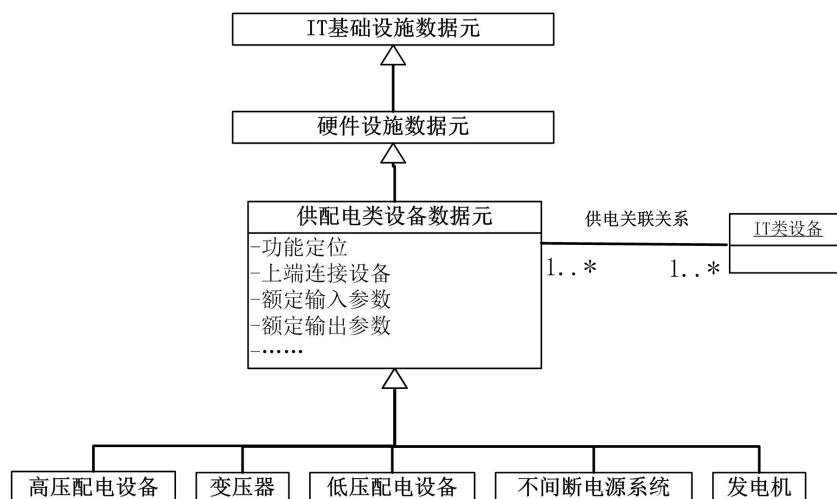 IT基础设施数据元
硬件设施数据元
供配电类设备数据元
-功能定位
-上端连接设备
-额定输入参数
-额定输出参数
-……
供电关联关系
1..*
1..*
IT类设备
高压配电设备
变压器
低压配电设备
不间断电源系统
发电机